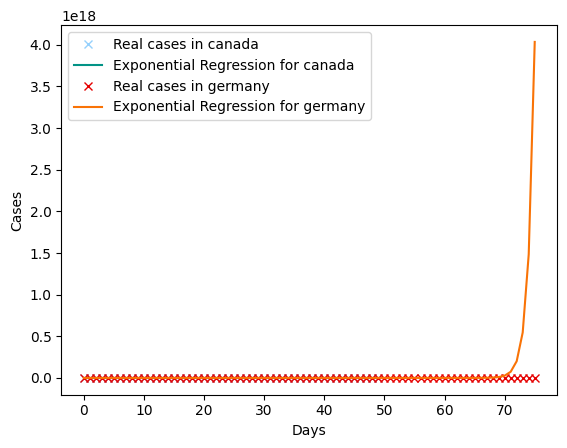 1e18
4.0
3.5
3.0
2.5
2.0
1.5
1.0
0.5
0.0
Cases
Real cases in canada
Exponential Regression for canada
Real cases in germany
Exponential Regression for germany
0 10 20 30 40 50 60 70
Days